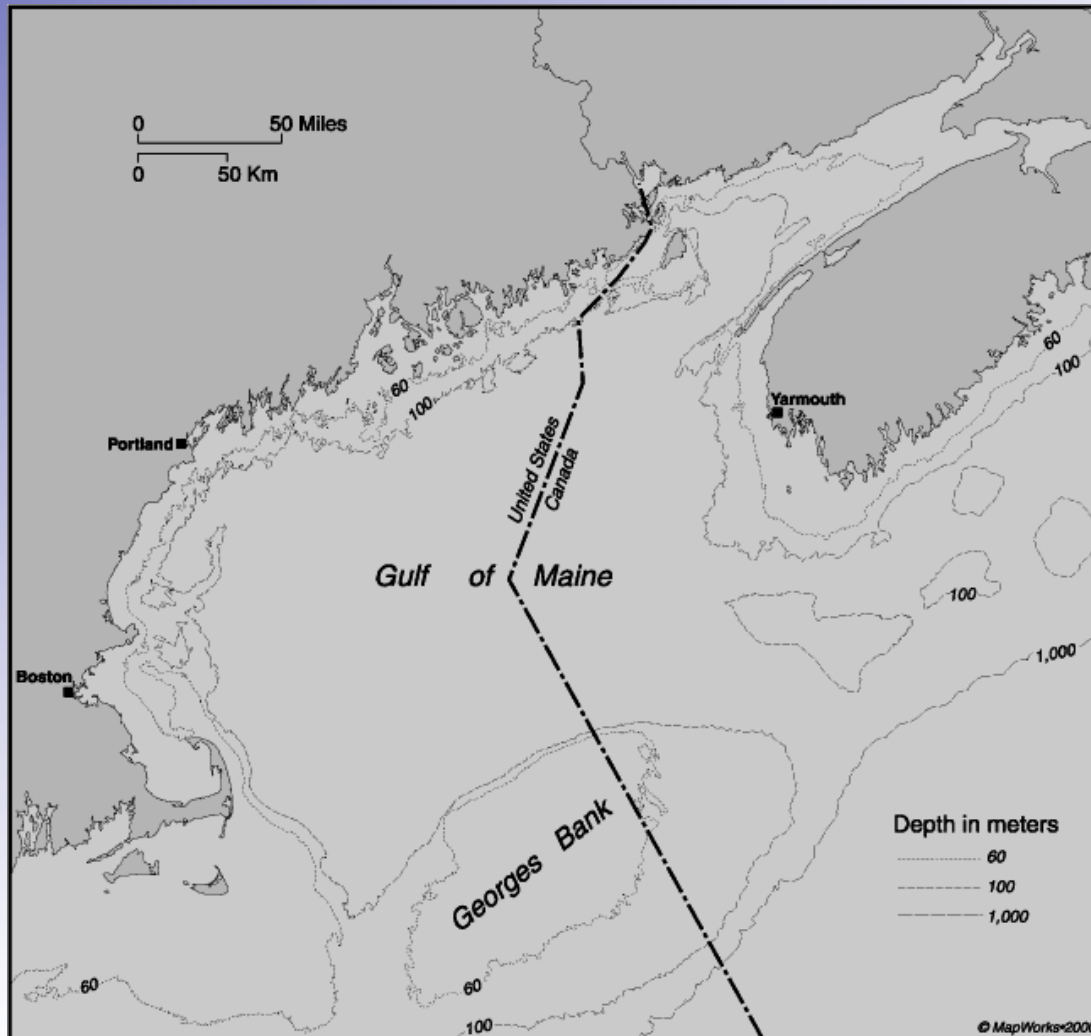 0 50 Miles
0 50 Km
Portland
60
100
Yarmouth
60
100
United States
Canada
Gulf of Maine
100
1,000
Boston
Georges Bank
Depth in meters
60
100
1,000
60
60
100